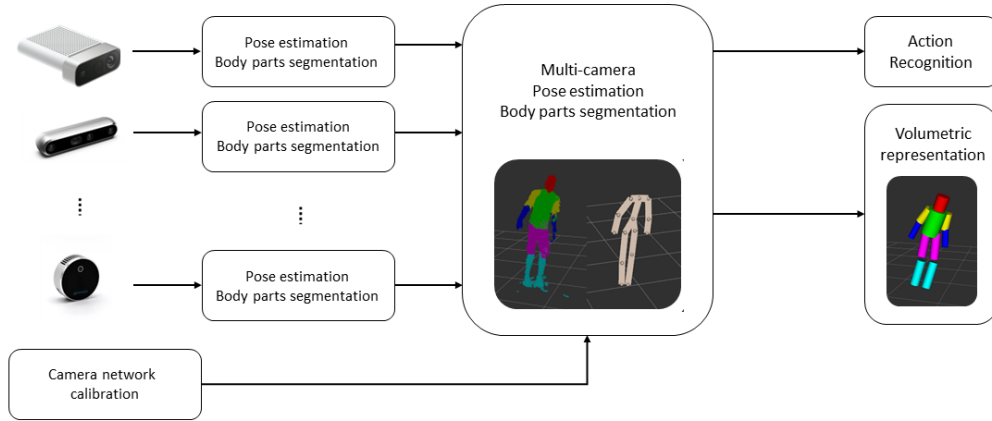 Pose estimation
Body parts segmentation
Pose estimation
Body parts segmentation
Pose estimation
Body parts segmentation
Camera network
calibration
Multi-camera
Pose estimation
Body parts segmentation
Action
Recognition
Volumetric
representation